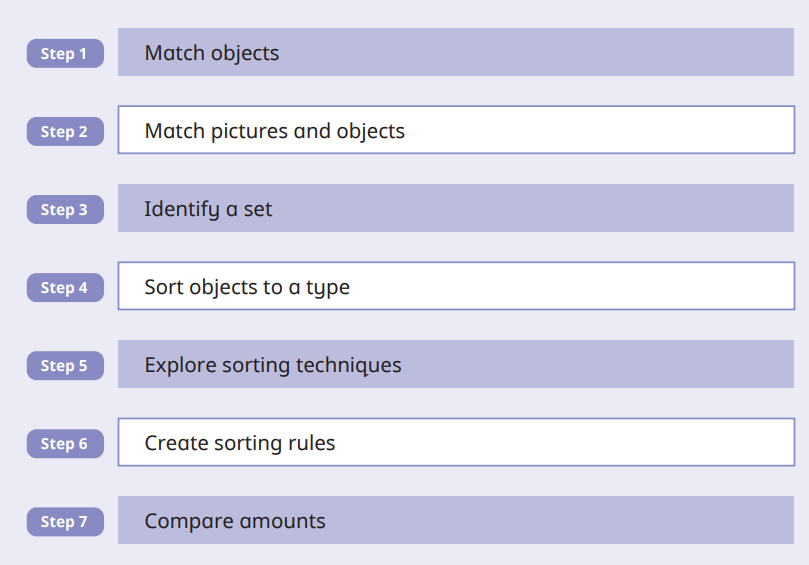 Step 1 Match objects
Step 2 Match pictures and objects
Step 3 Identify a set
Step 4 Sort objects to a type
Step 5 Explore sorting techniques
Step 6 Create sorting rules
Step 7 Compare amounts